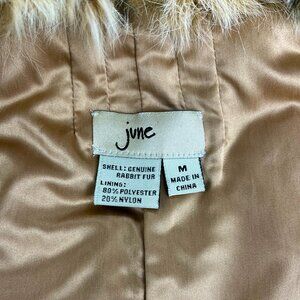 june
SHELL: GENUINE
RABBIT FUR
LINING:
80% POLYESTER
20% NYLON
M
MADE IN
CHINA